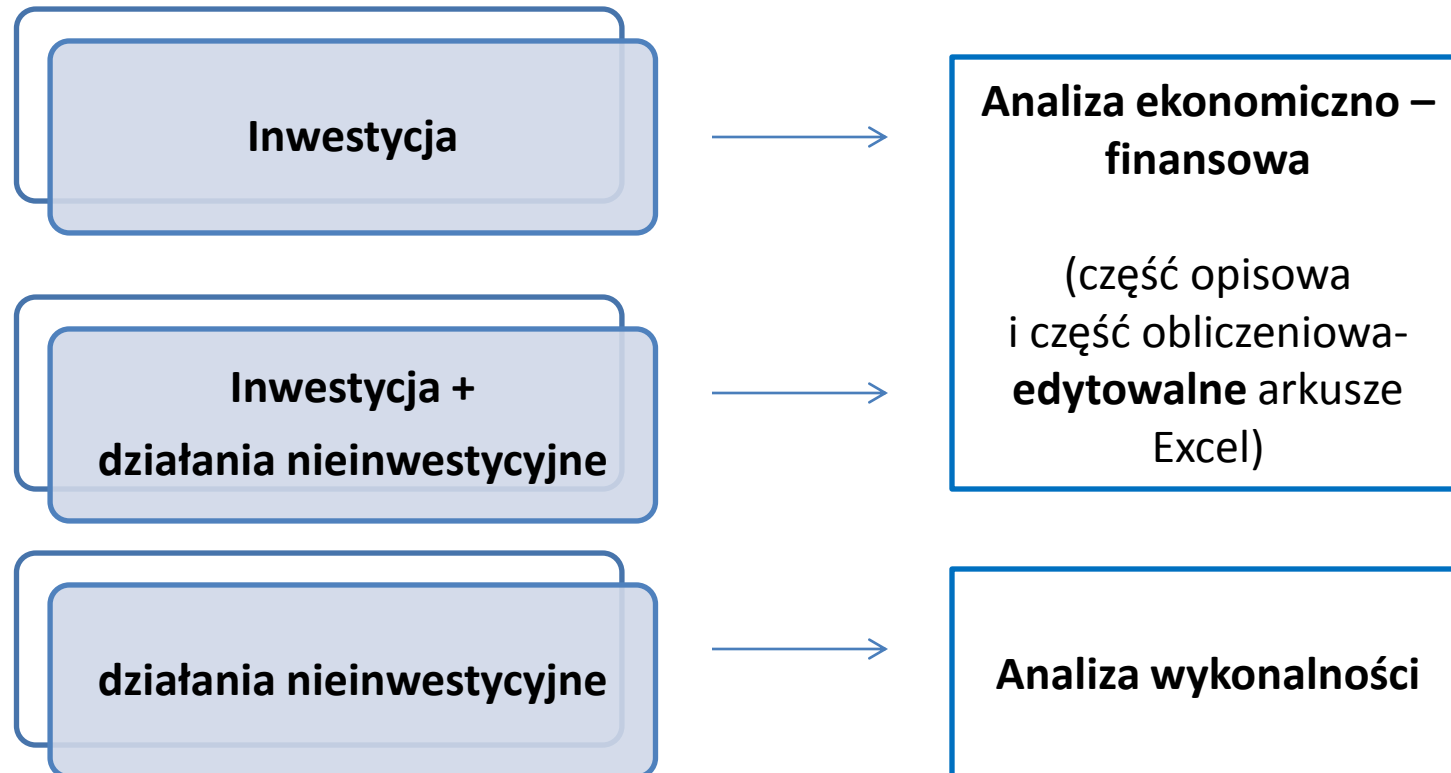 Inwestycja
Analiza ekonomiczno –
finansowa
(część opisowa
i część obliczeniowa-
edytowalne arkusze
Excel)
Inwestycja +
działania nieinwestycyjne
działania nieinwestycyjne
Analiza wykonalności